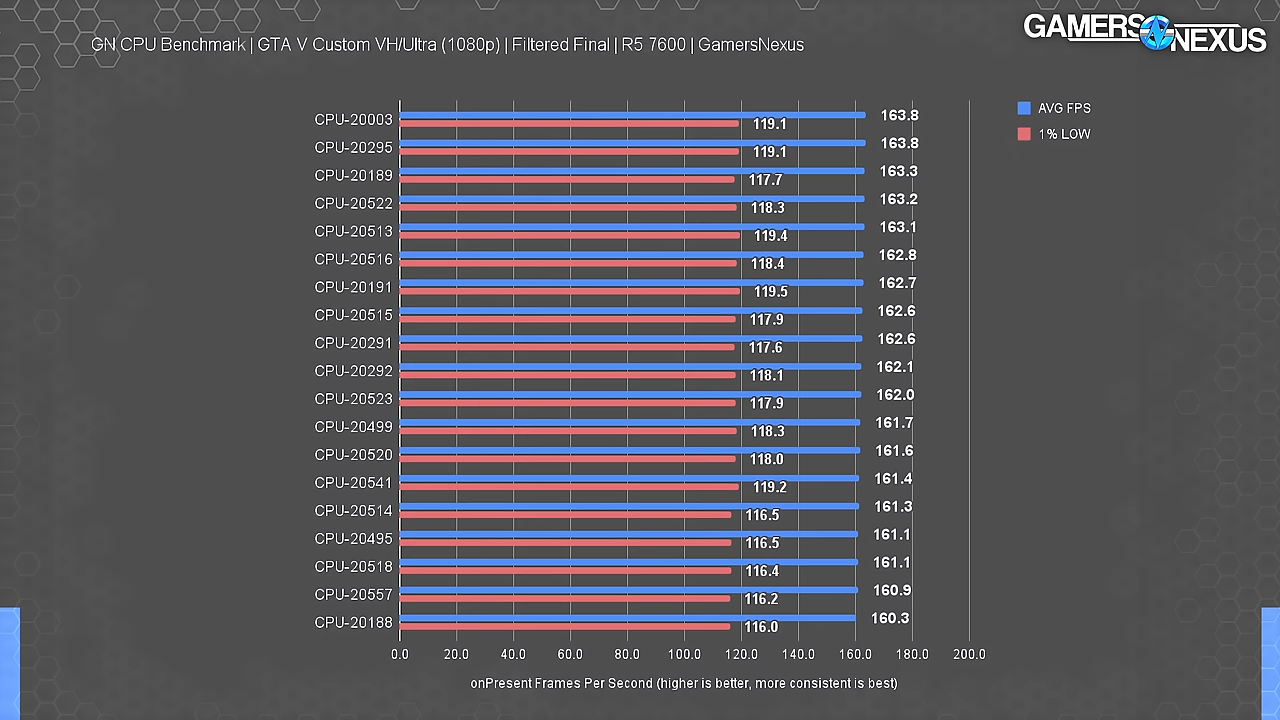 GAMERS NEXUS
GN CPU Benchmark | GTA V Custom VH/Ultra (1080p) | Filtered Final | R5 7600 | GamersNexus
AVG FPS
1% LOW
CPU-20003 163.8 119.1
CPU-20295 163.8 119.1
CPU-20189 163.3 117.7
CPU-20522 163.2 118.3
CPU-20513 163.1 119.4
CPU-20516 162.8 118.4
CPU-20191 162.7 119.5
CPU-20515 162.6 117.9
CPU-20291 162.6 117.6
CPU-20292 162.1 118.1
CPU-20523 162.0 117.9
CPU-20499 161.7 118.3
CPU-20520 161.6 118.0
CPU-20541 161.4 119.2
CPU-20514 161.3 116.5
CPU-20495 161.1 116.5
CPU-20518 161.1 116.4
CPU-20557 160.9 116.2
CPU-20188 160.3 116.0
0.0 20.0 40.0 60.0 80.0 100.0 120.0 140.0 160.0 180.0 200.0
onPresent Frames Per Second (higher is better, more consistent is best)